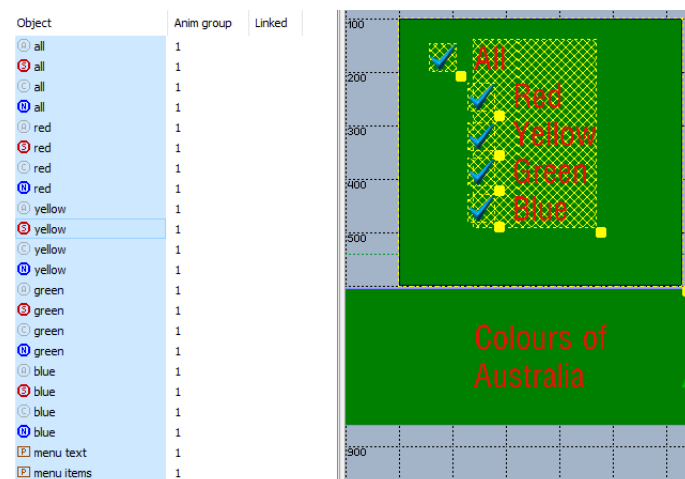 Object Anim group Linked
A all 1
S all 1
C all 1
N all 1
A red 1
S red 1
C red 1
N red 1
A yellow 1
S yellow 1
C yellow 1
N yellow 1
A green 1
S green 1
C green 1
N green 1
A blue 1
S blue 1
C blue 1
N blue 1
P menu text 1
P menu items 1
100
All
200
Red
300
Yellow
Green
400
Blue
500
Colours of
Australia
900